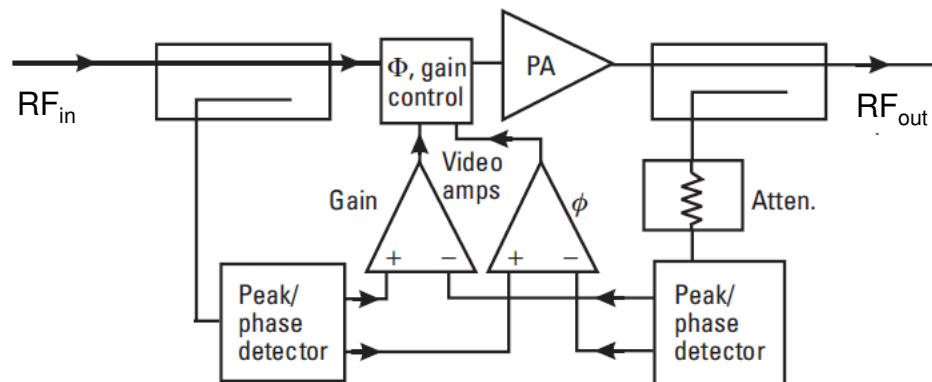 Φ, gain
control
PA
RF_in
RF_out
Video
amps
Gain
ϕ
Atten.
+
−
+
−
Peak/
phase
detector
Peak/
phase
detector